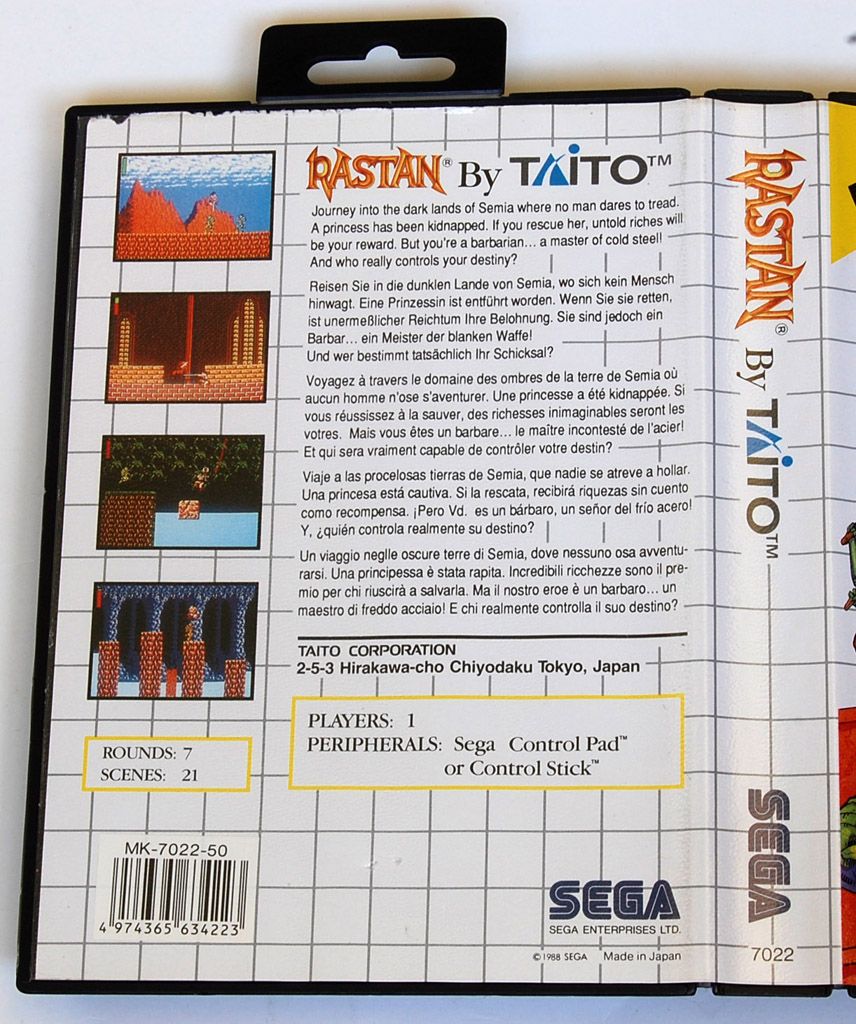 RASTAN® By TAITO™
Journey into the dark lands of Semia where no man dares to tread.
A princess has been kidnapped. If you rescue her, untold riches will
be your reward. But you're a barbarian... a master of cold steel!
And who really controls your destiny?
Reisen Sie in die dunklen Lande von Semia, wo sich kein Mensch
hinwagt. Eine Prinzessin ist entführt worden. Wenn Sie sie retten,
ist unermeßlicher Reichtum Ihre Belohnung. Sie sind jedoch ein
Barbar... ein Meister der blanken Waffe!
Und wer bestimmt tatsächlich Ihr Schicksal?
Voyagez à travers le domaine des ombres de la terre de Semia où
aucun homme n'ose s'aventurer. Une princesse a été kidnappée. Si
vous réussissez à la sauver, des richesses inimaginables seront les
votres. Mais vous êtes un barbare... le maître incontesté de l'acier!
Et qui sera vraiment capable de contrôler votre destin?
Viaje a las procelosas tierras de Semia, que nadie se atreve a hollar.
Una princesa está cautiva. Si la rescata, recibirá riquezas sin cuento
como recompensa. ¡Pero Vd. es un bárbaro, un señor del frío acero!
Y, ¿quién controla realmente su destino?
Un viaggio neglle oscure terre di Semia, dove nessuno osa avventu-
rarsi. Una principessa è stata rapita. Incredibili ricchezze sono il pre-
mio per chi riuscirà a salvarla. Ma il nostro eroe è un barbaro... un
maestro di freddo acciaio! E chi realmente controlla il suo destino?
TAITO CORPORATION
2-5-3 Hirakawa-cho Chiyodaku Tokyo, Japan
PLAYERS: 1
PERIPHERALS: Sega Control Pad™
or Control Stick™
ROUNDS: 7
SCENES: 21
MK-7022-50
4 974365 634223
SEGA
SEGA ENTERPRISES LTD.
©1988 SEGA Made in Japan
RASTAN® By TAITO™
SEGA
7022